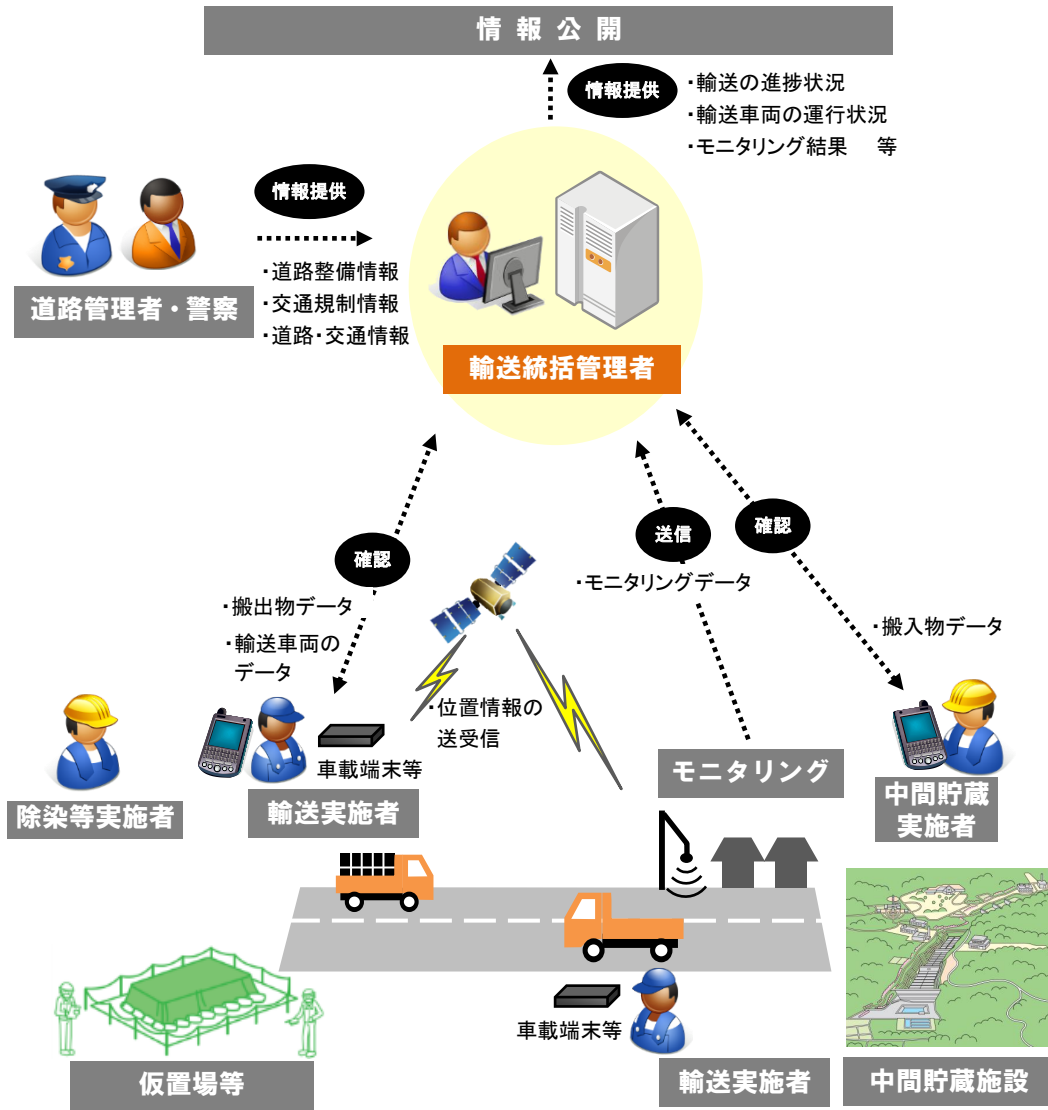 情報公開
情報提供
・輸送の進捗状況
・輸送車両の運行状況
・モニタリング結果　等
情報提供
・道路整備情報
・交通規制情報
・道路・交通情報
道路管理者・警察
輸送統括管理者
確認
・搬出物データ
・輸送車両の
データ
送信
・モニタリングデータ
確認
・搬入物データ
・位置情報の
送受信
車載端末等
除染等実施者
輸送実施者
モニタリング
中間貯蔵
実施者
車載端末等
仮置場等
輸送実施者
中間貯蔵施設